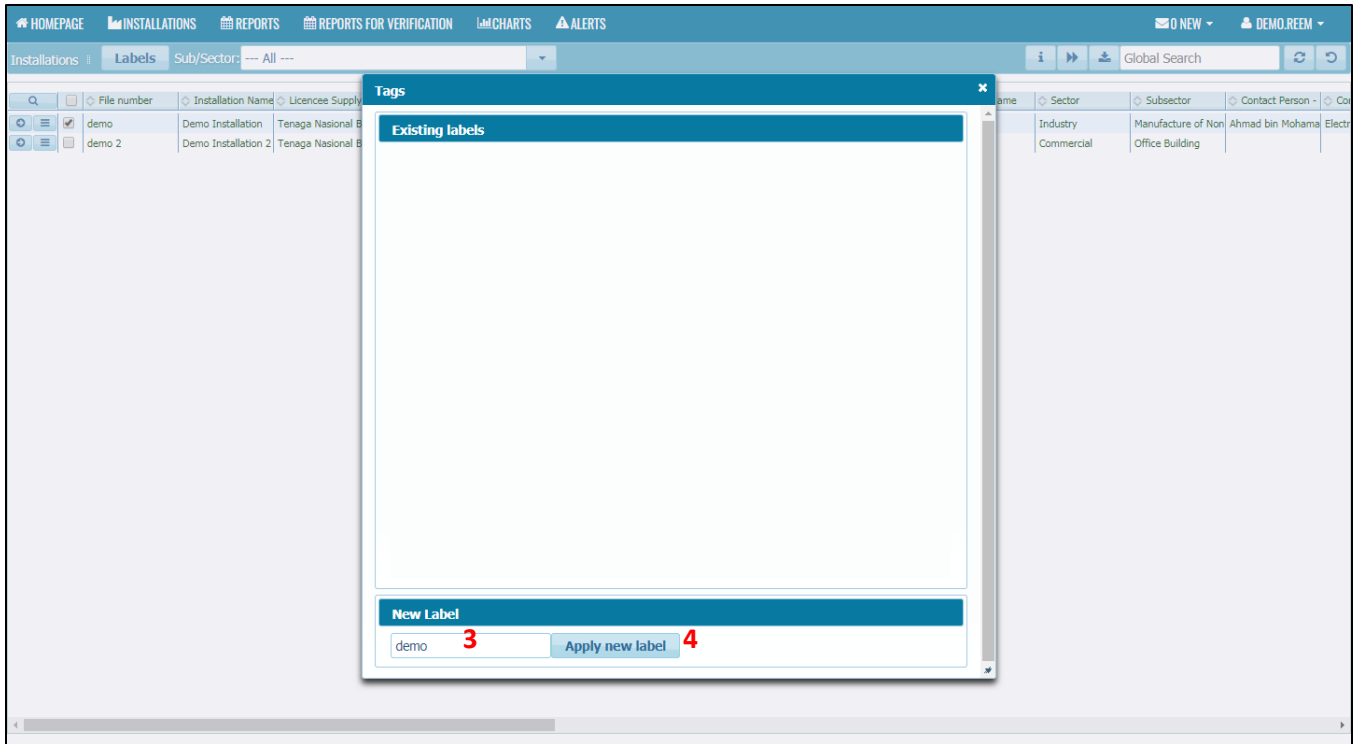 HOMEPAGE INSTALLATIONS REPORTS REPORTS FOR VERIFICATION CHARTS ALERTS 0 NEW DEMO.REEM
Installations Labels Sub/Sector: --- All --- i Global Search
Tags
File number Installation Name Licencee Supply ame Sector Subsector Contact Person - Co
demo Demo Installation Tenaga Nasional B Industry Manufacture of Non Ahmad bin Mohama Electr
demo 2 Demo Installation 2 Tenaga Nasional B Commercial Office Building
Existing labels
New Label
demo 3 Apply new label 4